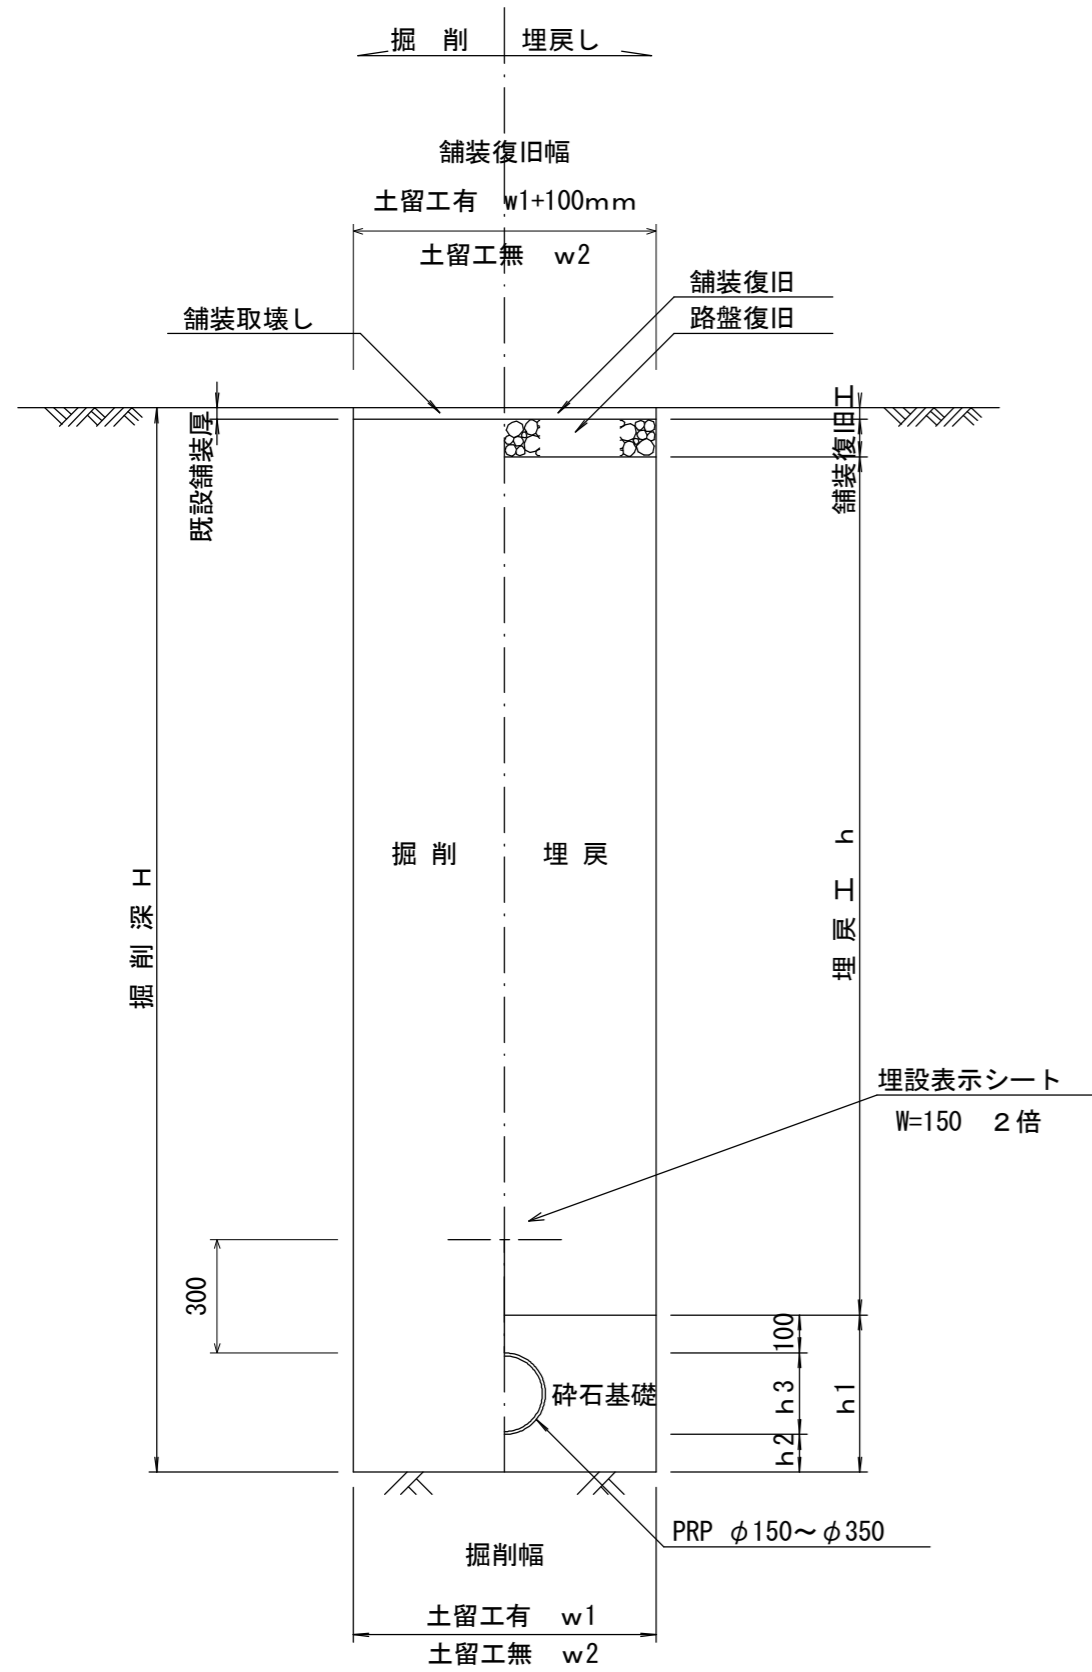 掘　削　埋戻し
舗装復旧幅
土留工有　w1+100mm
土留工無　w2
舗装復旧
舗装取壊し
路盤復旧
既設舗装厚
舗装復旧工
掘削　埋戻
掘削深 H
埋戻工 h
埋設表示シート
W=150　2倍
300
100
砕石基礎
h3
h1
h2
PRP φ150～φ350
掘削幅
土留工有　w1
土留工無　w2